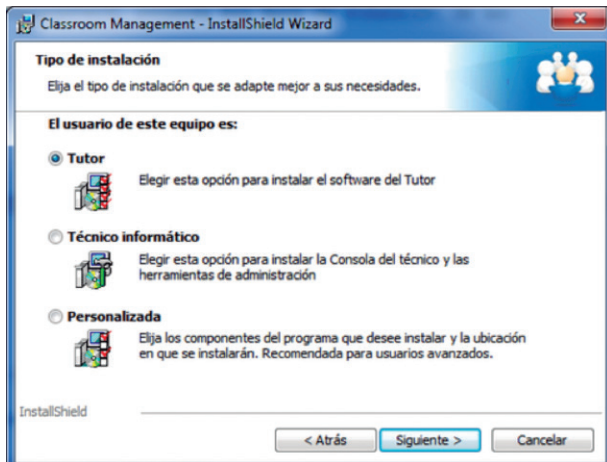 Classroom Management - InstallShield Wizard
Tipo de instalación
Elija el tipo de instalación que se adapte mejor a sus necesidades.
El usuario de este equipo es:
Tutor
Elegir esta opción para instalar el software del Tutor
Técnico informático
Elegir esta opción para instalar la Consola del técnico y las
herramientas de administración
Personalizada
Elija los componentes del programa que desee instalar y la ubicación
en que se instalarán. Recomendada para usuarios avanzados.
InstallShield
< Atrás
Siguiente >
Cancelar